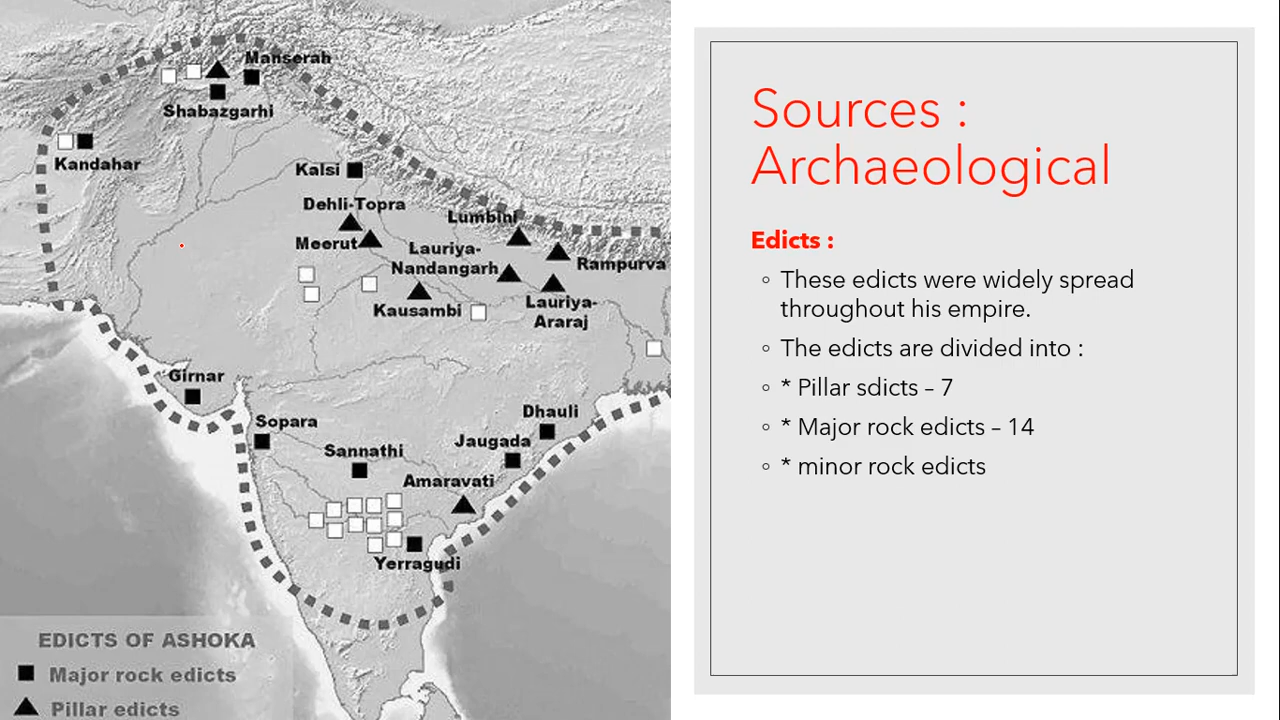 Manserah
Shabazgarhi
Kandahar
Kalsi
Dehli-Topra
Meerut
Lumbini
Lauriya-
Nandangarh
Rampurva
Kausambi
Lauriya-
Araraj
Girnar
Sopara
Sannathi
Dhauli
Jaugada
Amaravati
Yerragudi
EDICTS OF ASHOKA
Major rock edicts
Pillar edicts
Sources :
Archaeological
Edicts :
These edicts were widely spread
throughout his empire.
The edicts are divided into :
* Pillar sdicts – 7
* Major rock edicts – 14
* minor rock edicts